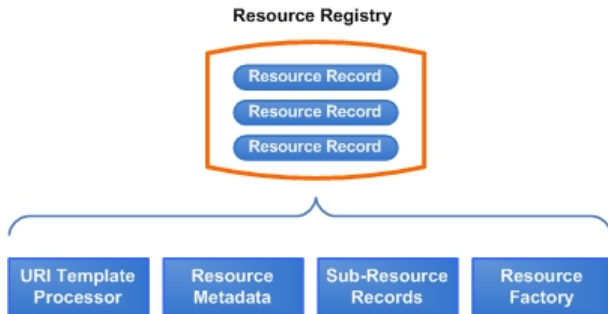 Resource Registry
Resource Record
Resource Record
Resource Record
URI Template
Processor
Resource
Metadata
Sub-Resource
Records
Resource
Factory